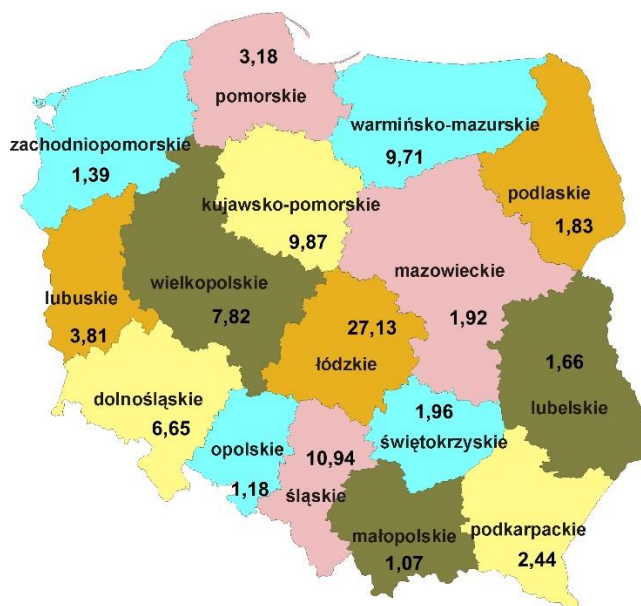 3,18
pomorskie
warmińsko-mazurskie
9,71
zachodniopomorskie
1,39
podlaskie
1,83
kujawsko-pomorskie
9,87
mazowieckie
1,92
wielkopolskie
7,82
lubuskie
3,81
27,13
łódzkie
1,66
lubelskie
dolnośląskie
6,65
1,96
świętokrzyskie
opolskie
1,18
10,94
śląskie
małopolskie
1,07
podkarpackie
2,44